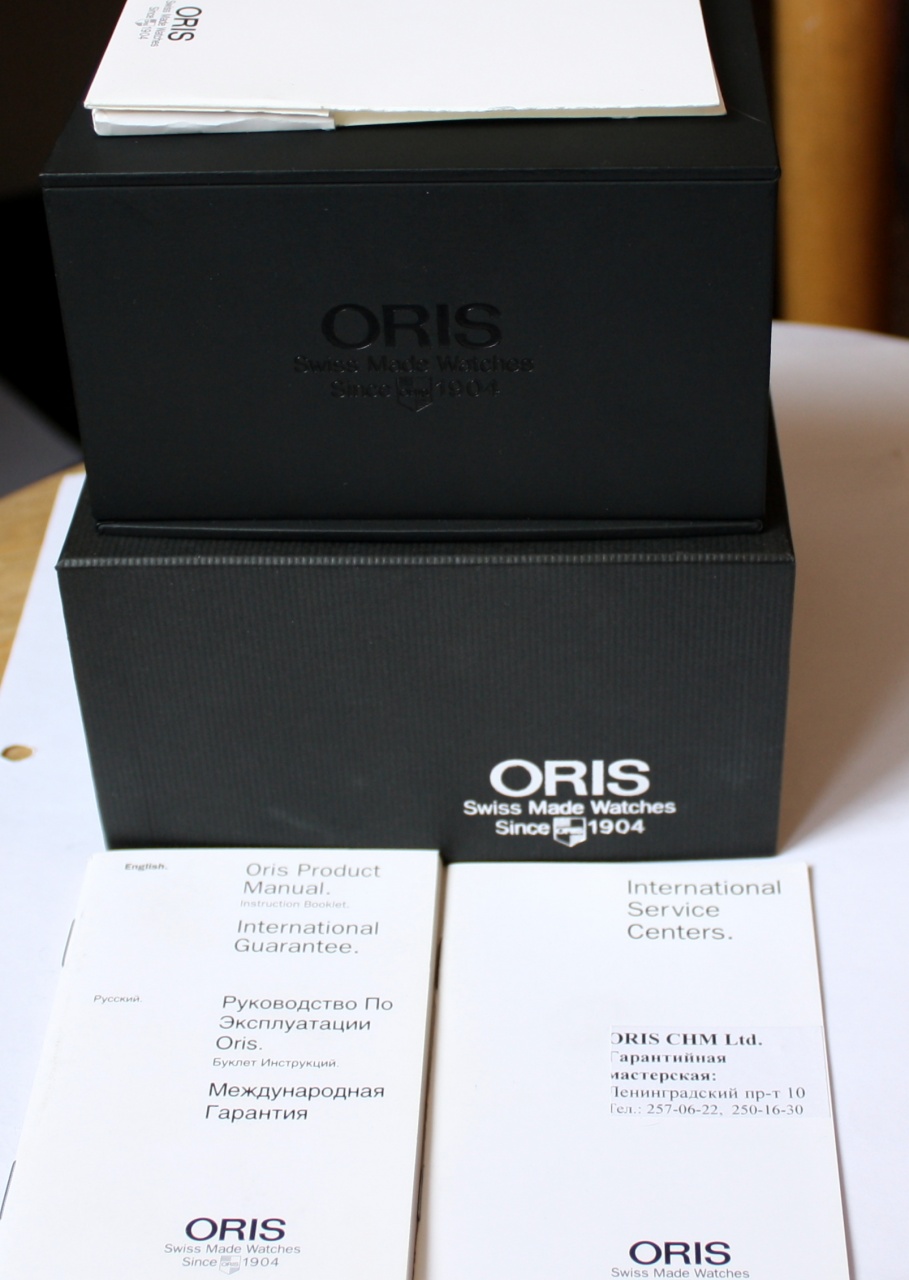 ORIS
Swiss Made Watches
Since 1904
ORIS
Swiss Made Watches
Since ORIS 1904
ORIS
Swiss Made Watches
Since ORIS 1904
English.
Oris Product
Manual.
Instruction Booklet.
International
Guarantee.
Русский.
Руководство По
Эксплуатации
Oris.
Буклет Инструкций.
Международная
Гарантия
ORIS
Swiss Made Watches
Since ORIS 1904
International
Service
Centers.
ORIS CHM Ltd.
Гарантийная
мастерская:
Ленинградский пр-т 10
Тел.: 257-06-22, 250-16-30
ORIS
Swiss Made Watches